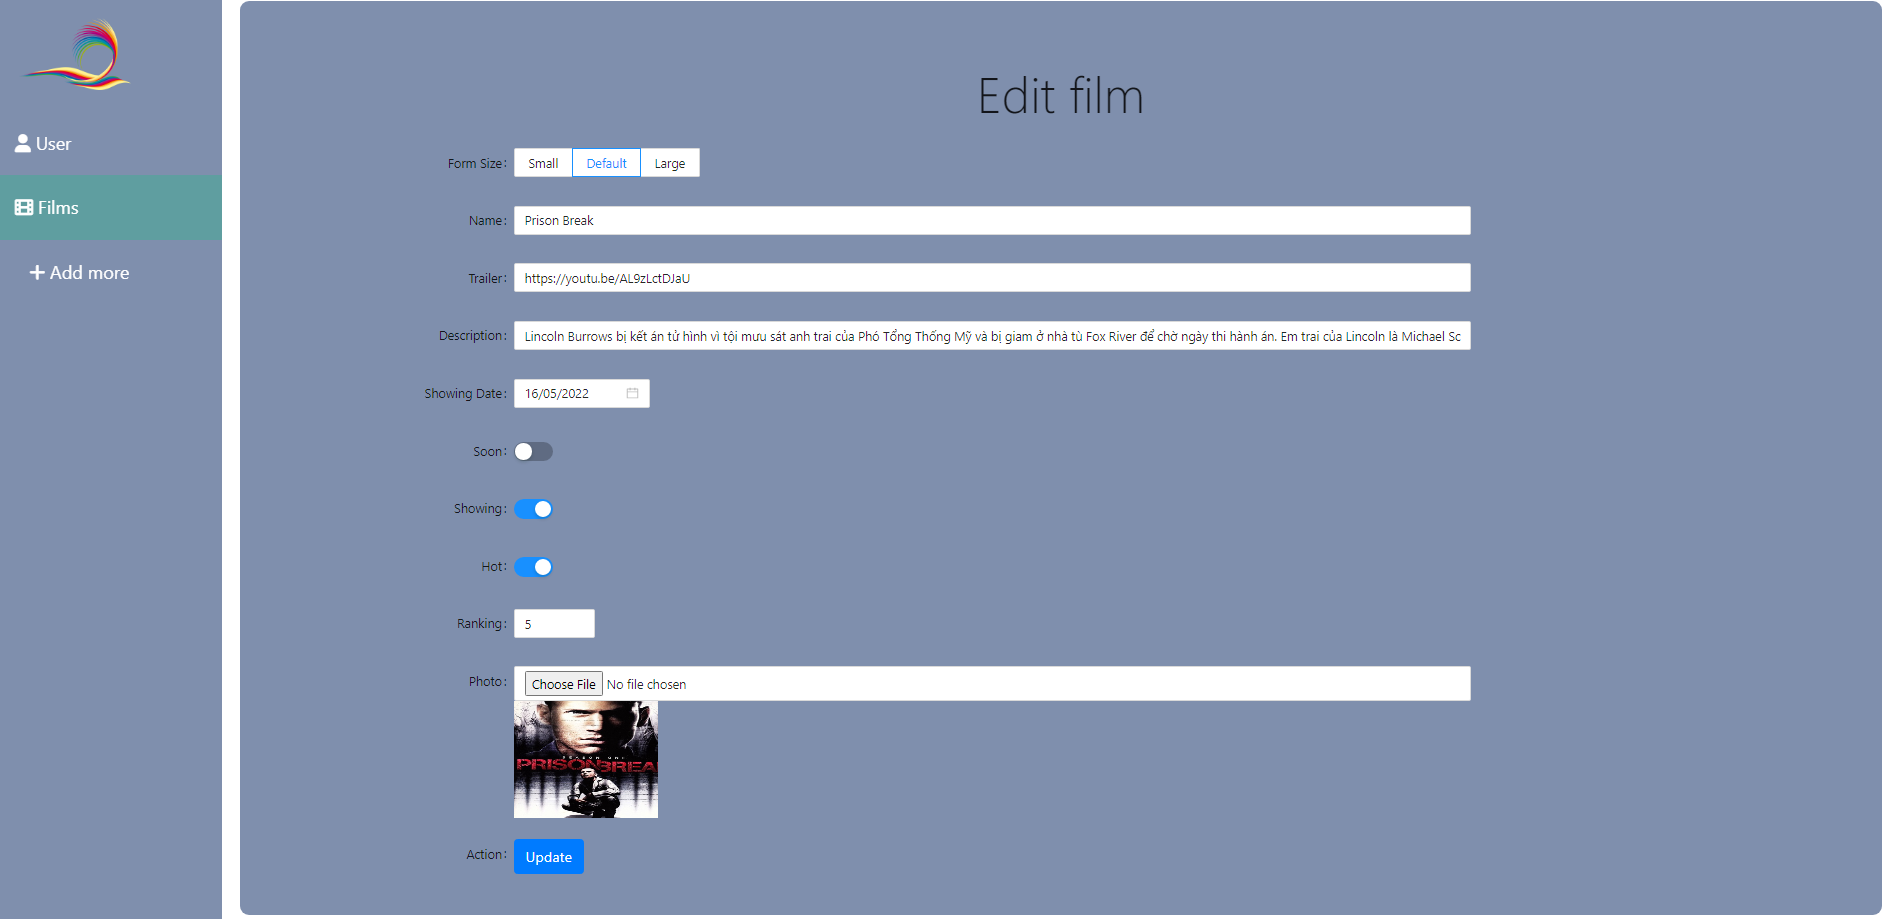 User
Films
Add more
Edit film
Form Size: Small Default Large
Name: Prison Break
Trailer: https://youtu.be/AL9zLctDJaU
Description: Lincoln Burrows bị kết án tử hình vì tội mưu sát anh trai của Phó Tổng Thống Mỹ và bị giam ở nhà tù Fox River để chờ ngày thi hành án. Em trai của Lincoln là Michael Sc
Showing Date: 16/05/2022
Soon:
Showing:
Hot:
Ranking: 5
Photo: Choose File No file chosen
SEASON ONE
PRISON BREA
Action: Update